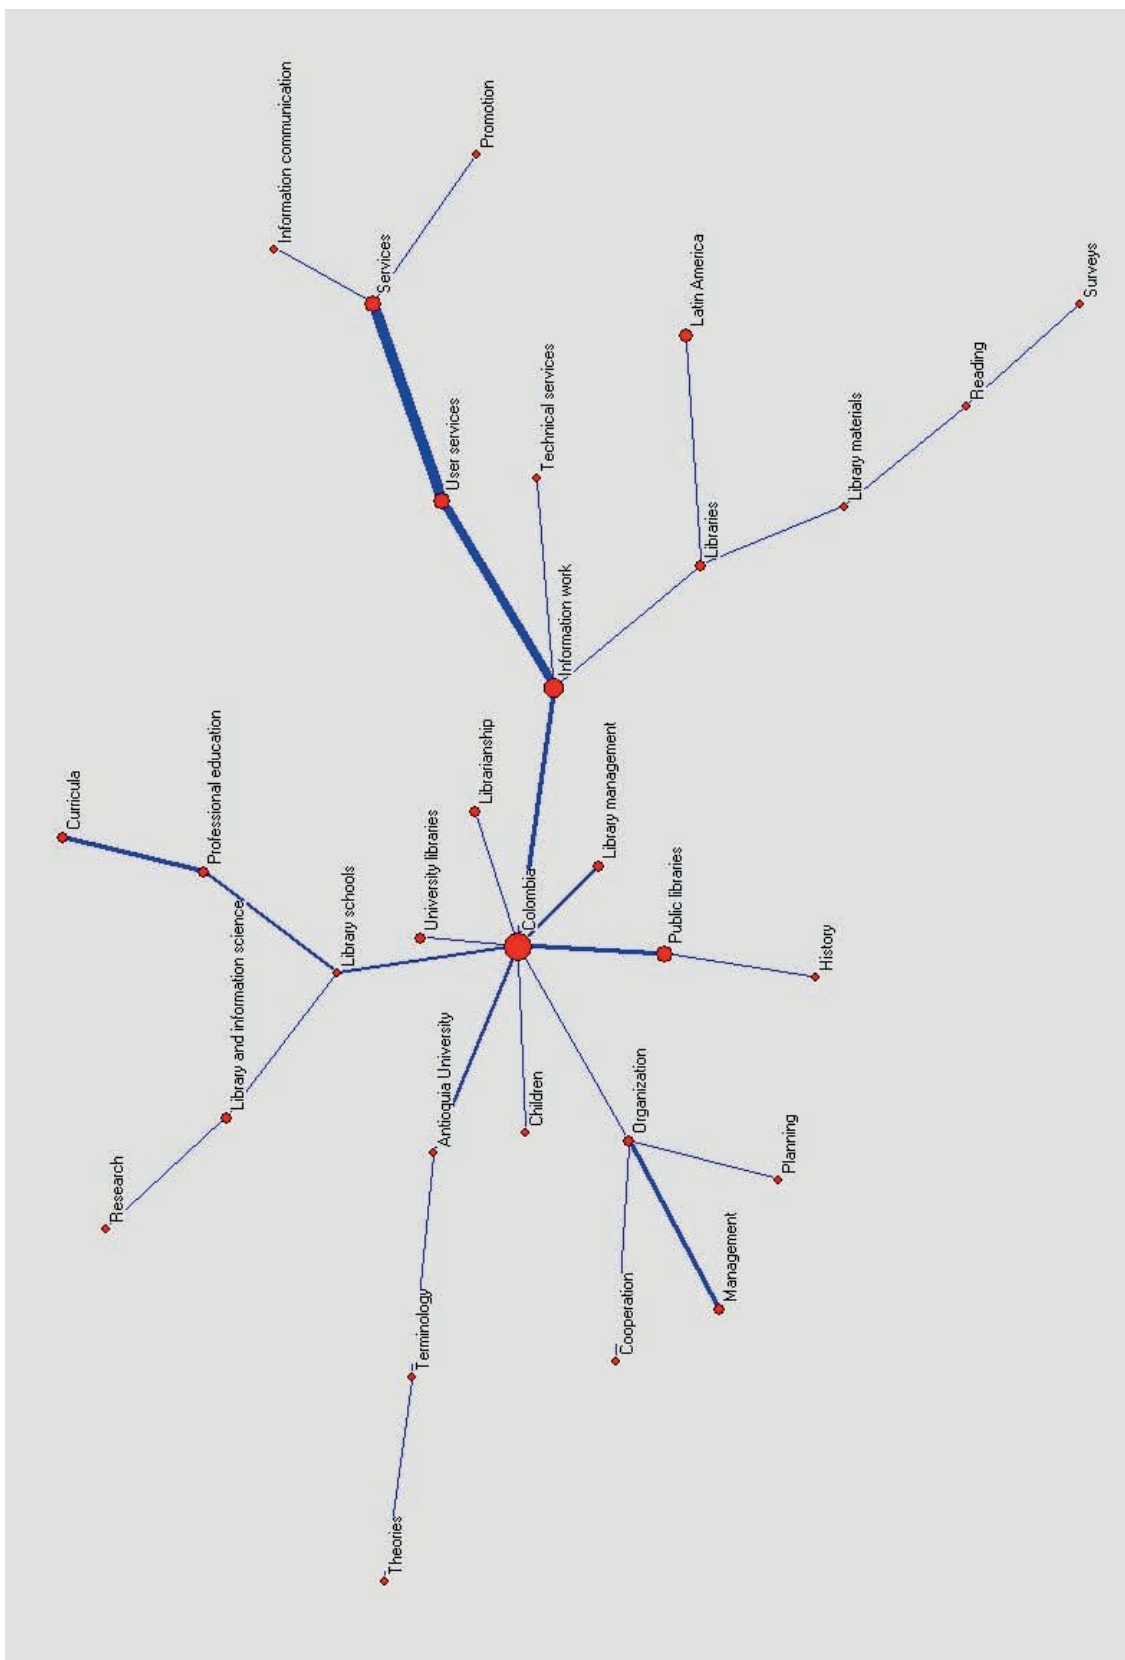 Information communication
Promotion
Services
Latin America
Surveys
Technical services
Reading
User services
Library materials
Libraries
Information work
Curricula
Professional education
Librarianship
Library management
University libraries
Colombia
Public libraries
Library schools
Library and information science
History
Antioquia University
Children
Organization
Planning
Research
Management
Cooperation
Terminology
Theories